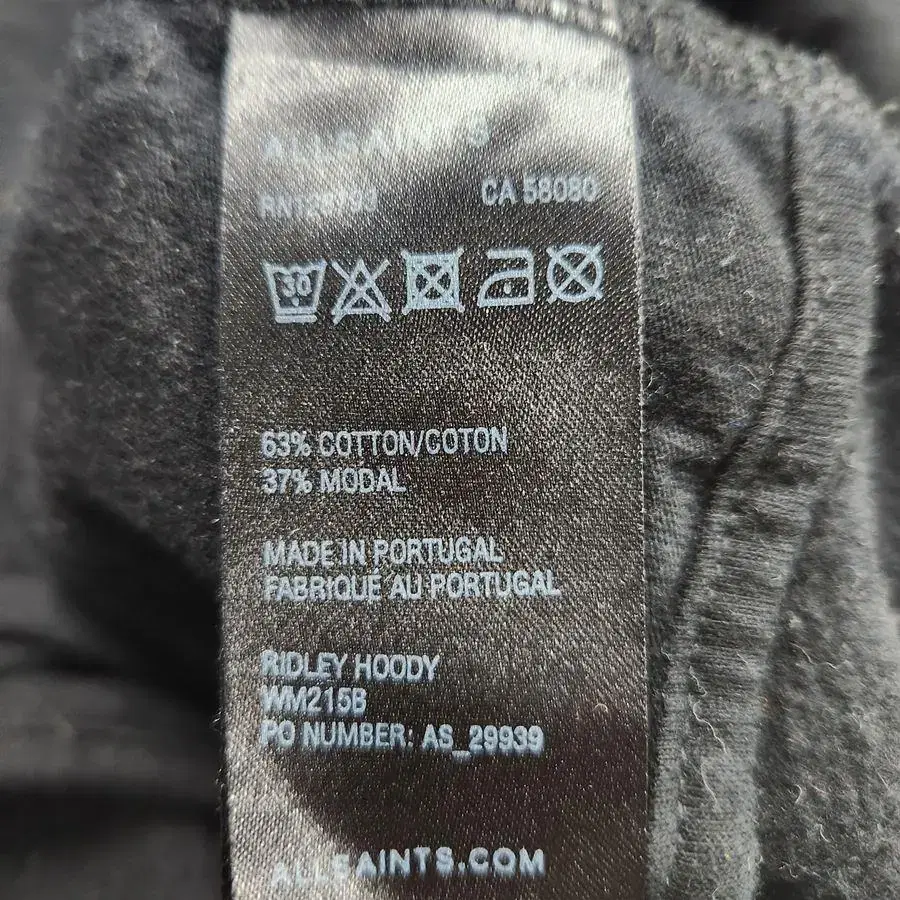 ALLSAINTS
CA 58080
30
63% COTTON/COTON
37% MODAL
MADE IN PORTUGAL
FABRIQUÉ AU PORTUGAL
RIDLEY HOODY
WM215B
PO NUMBER: AS_29939
ALLSAINTS.COM